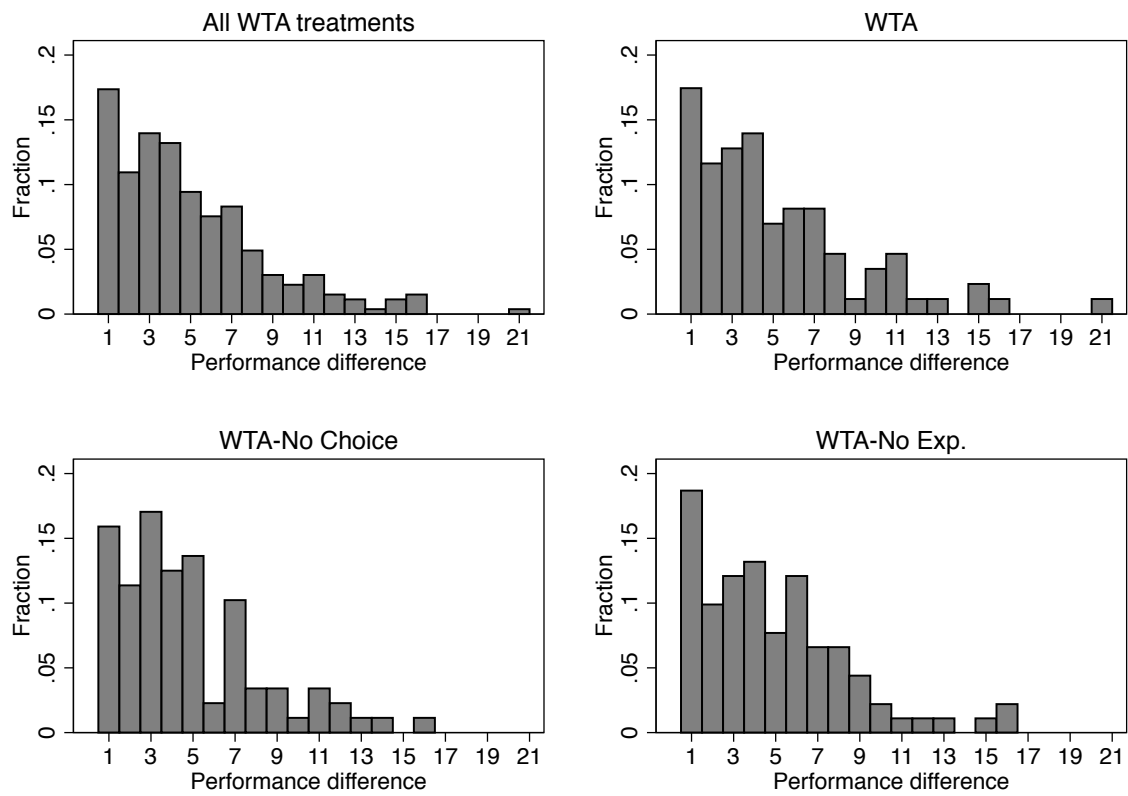 All WTA treatments
Fraction
.2
.15
.1
.05
0
1 3 5 7 9 11 13 15 17 19 21
Performance difference
WTA
Fraction
.2
.15
.1
.05
0
1 3 5 7 9 11 13 15 17 19 21
Performance difference
WTA-No Choice
Fraction
.2
.15
.1
.05
0
1 3 5 7 9 11 13 15 17 19 21
Performance difference
WTA-No Exp.
Fraction
.2
.15
.1
.05
0
1 3 5 7 9 11 13 15 17 19 21
Performance difference